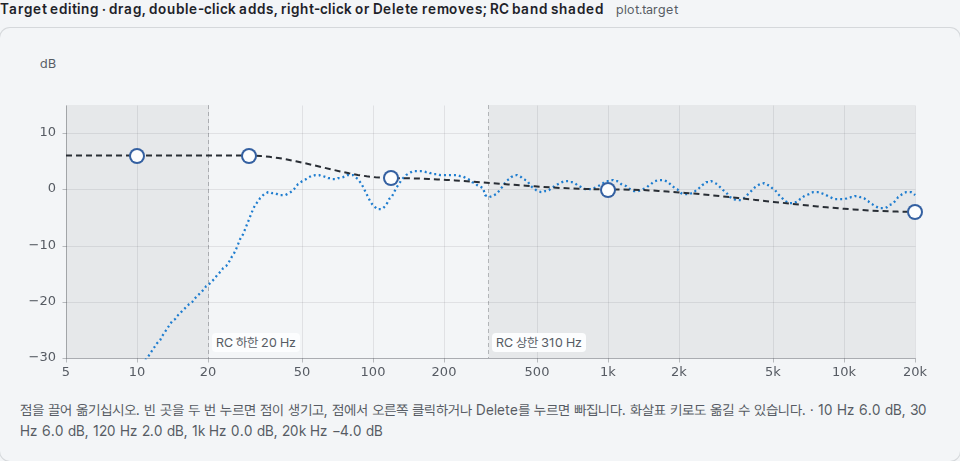 Target editing · drag, double-click adds, right-click or Delete removes; RC band shaded plot.target
dB
10
0
−10
−20
−30
RC 하한 20 Hz
RC 상한 310 Hz
5 10 20 50 100 200 500 1k 2k 5k 10k 20k
점을 끌어 옮기십시오. 빈 곳을 두 번 누르면 점이 생기고, 점에서 오른쪽 클릭하거나 Delete를 누르면 빠집니다. 화살표 키로도 옮길 수 있습니다. · 10 Hz 6.0 dB, 30
Hz 6.0 dB, 120 Hz 2.0 dB, 1k Hz 0.0 dB, 20k Hz −4.0 dB